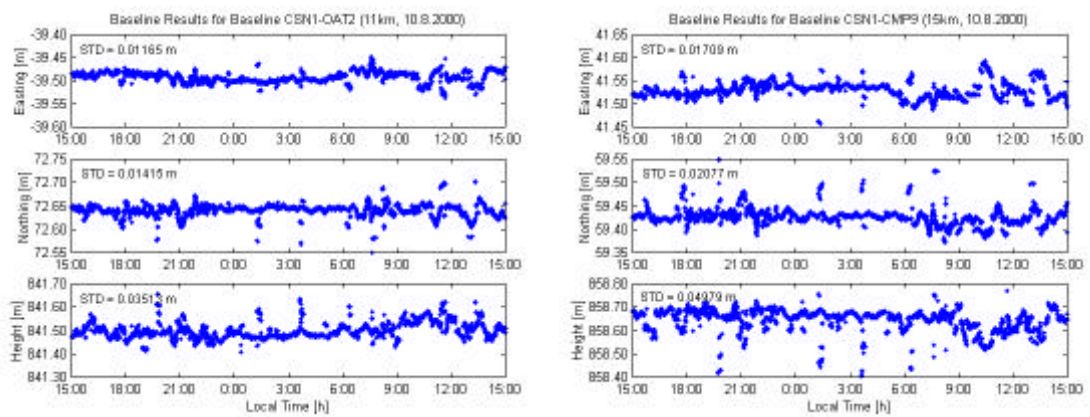 Baseline Results for Baseline CSN1-OAT2 (11km, 10.8.2000)
Easting [m]
-39.40
-39.45
-39.50
-39.55
-39.60
STD = 0.01165 m
15:00 18:00 21:00 0:00 3:00 6:00 9:00 12:00 15:00
Northing [m]
72.75
72.70
72.65
72.60
72.55
STD = 0.01415 m
15:00 18:00 21:00 0:00 3:00 6:00 9:00 12:00 15:00
Height [m]
841.70
841.60
841.50
841.40
841.30
STD = 0.03513 m
15:00 18:00 21:00 0:00 3:00 6:00 9:00 12:00 15:00
Local Time [h]
Baseline Results for Baseline CSN1-CMP9 (15km, 10.8.2000)
Easting [m]
41.65
41.60
41.55
41.50
41.45
STD = 0.01709 m
15:00 18:00 21:00 0:00 3:00 6:00 9:00 12:00 15:00
Northing [m]
59.55
59.50
59.45
59.40
59.35
STD = 0.02077 m
15:00 18:00 21:00 0:00 3:00 6:00 9:00 12:00 15:00
Height [m]
858.80
858.70
858.60
858.50
858.40
STD = 0.04979 m
15:00 18:00 21:00 0:00 3:00 6:00 9:00 12:00 15:00
Local Time [h]